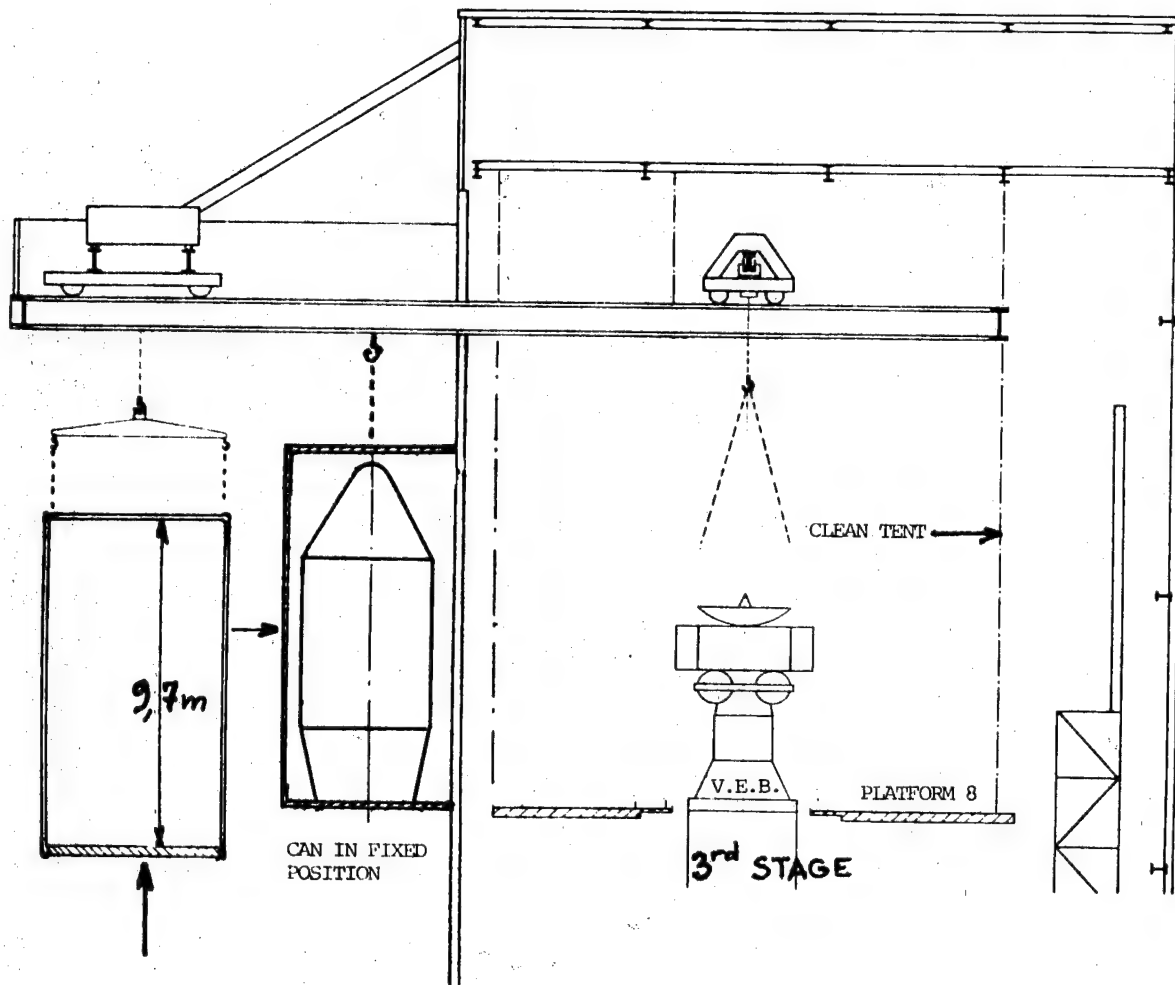 CLEAN TENT
9,7m
V.E.B.
PLATFORM 8
CAN IN FIXED
POSITION
3rd STAGE